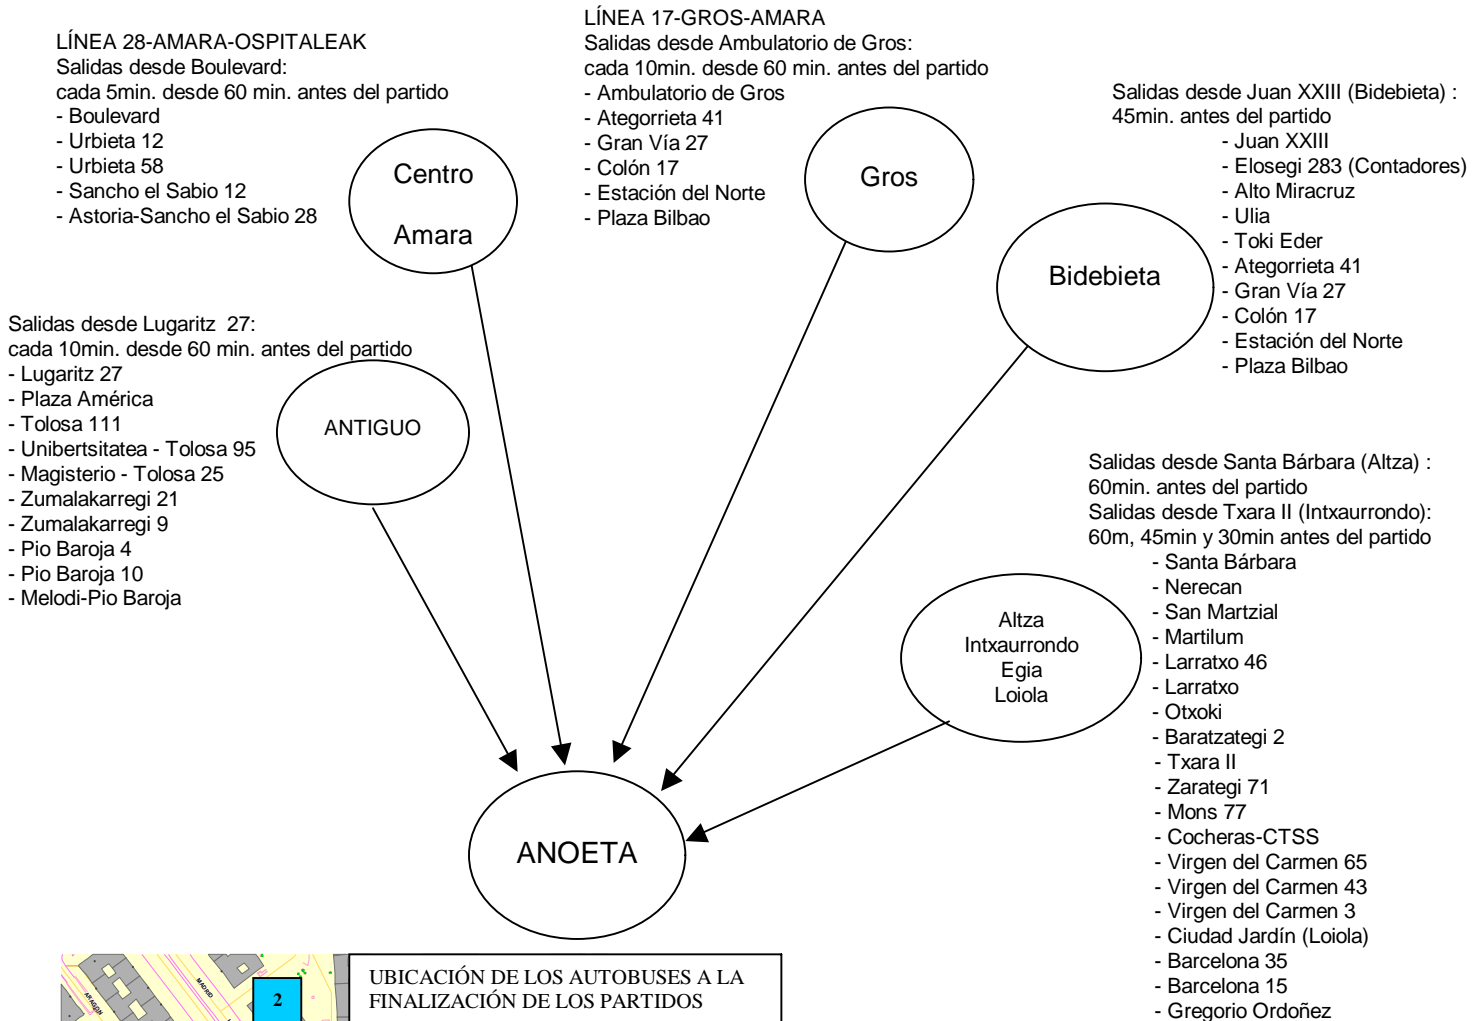 LÍNEA 28-AMARA-OSPITALEAK
Salidas desde Boulevard:
cada 5min. desde 60 min. antes del partido
- Boulevard
- Urbieta 12
- Urbieta 58
- Sancho el Sabio 12
- Astoria-Sancho el Sabio 28
Centro
Amara
LÍNEA 17-GROS-AMARA
Salidas desde Ambulatorio de Gros:
cada 10min. desde 60 min. antes del partido
- Ambulatorio de Gros
- Ategorrieta 41
- Gran Vía 27
- Colón 17
- Estación del Norte
- Plaza Bilbao
Gros
Salidas desde Juan XXIII (Bidebieta) :
45min. antes del partido
- Juan XXIII
- Elosegi 283 (Contadores)
- Alto Miracruz
- Ulia
- Toki Eder
- Ategorrieta 41
- Gran Vía 27
- Colón 17
- Estación del Norte
- Plaza Bilbao
Bidebieta
Salidas desde Lugaritz 27:
cada 10min. desde 60 min. antes del partido
- Lugaritz 27
- Plaza América
- Tolosa 111
- Unibertsitatea - Tolosa 95
- Magisterio - Tolosa 25
- Zumalakarregi 21
- Zumalakarregi 9
- Pio Baroja 4
- Pio Baroja 10
- Melodi-Pio Baroja
ANTIGUO
Salidas desde Santa Bárbara (Altza) :
60min. antes del partido
Salidas desde Txara II (Intxaurrondo):
60m, 45min y 30min antes del partido
- Santa Bárbara
- Nerecan
- San Martzial
- Martilum
- Larratxo 46
- Larratxo
- Otxoki
- Baratzategi 2
- Txara II
- Zarategi 71
- Mons 77
- Cocheras-CTSS
- Virgen del Carmen 65
- Virgen del Carmen 43
- Virgen del Carmen 3
- Ciudad Jardín (Loiola)
- Barcelona 35
- Barcelona 15
- Gregorio Ordoñez
Altza
Intxaurrondo
Egia
Loiola
ANOETA
ARAGON
MADRID
2
UBICACIÓN DE LOS AUTOBUSES A LA
FINALIZACIÓN DE LOS PARTIDOS